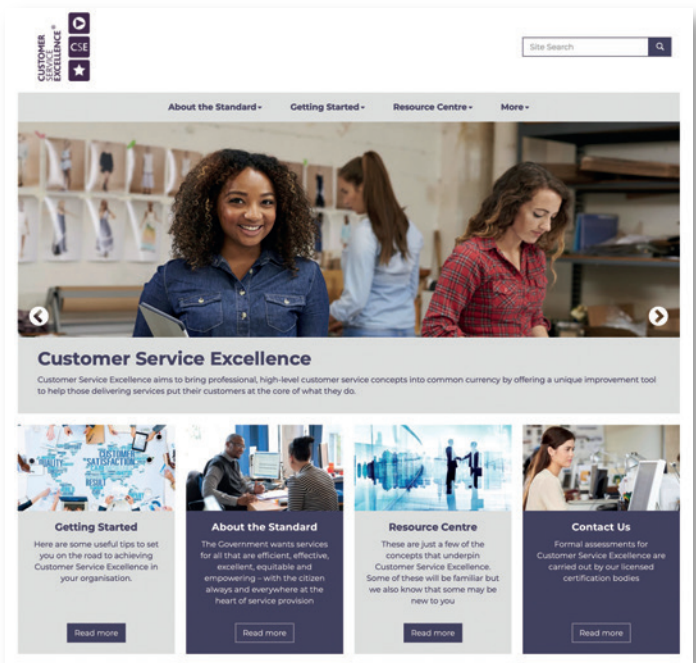 CUSTOMER
SERVICE
EXCELLENCE®
CSE
Site Search
About the Standard
Getting Started
Resource Centre
More
Customer Service Excellence
Customer Service Excellence aims to bring professional, high-level customer service concepts into common currency by offering a unique improvement tool
to help those delivering services put their customers at the core of what they do.
CUSTOMER
SATISFACTION
QUALITY
RESULT
Getting Started
Here are some useful tips to set
you on the road to achieving
Customer Service Excellence in
your organisation.
Read more
About the Standard
The Government wants services
for all that are efficient, effective,
excellent, equitable and
empowering – with the citizen
always and everywhere at the
heart of service provision
Read more
Resource Centre
These are just a few of the
concepts that underpin
Customer Service Excellence.
Some of these will be familiar but
we also know that some may be
new to you
Read more
Contact Us
Formal assessments for
Customer Service Excellence are
carried out by our licensed
certification bodies
Read more